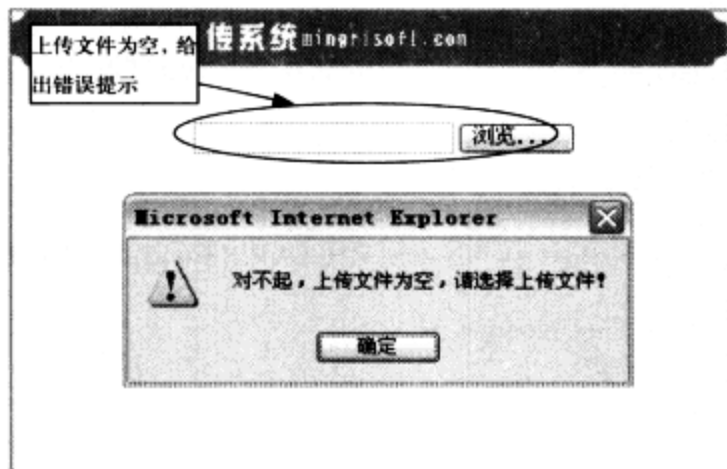 上传文件为空，给
出错误提示
传系统mingrisoft.com
浏览...
Microsoft Internet Explorer
对不起，上传文件为空，请选择上传文件！
确定